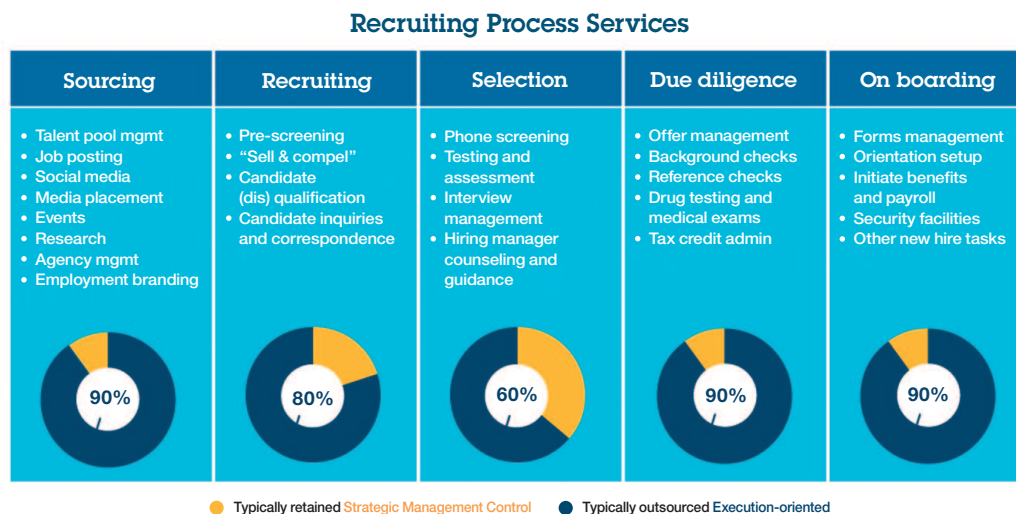 Recruiting Process Services
Sourcing
Recruiting
Selection
Due diligence
On boarding
• Talent pool mgmt
• Job posting
• Social media
• Media placement
• Events
• Research
• Agency mgmt
• Employment branding
• Pre-screening
• “Sell & compel”
• Candidate
(dis) qualification
• Candidate inquiries
and correspondence
• Phone screening
• Testing and
assessment
• Interview
management
• Hiring manager
counseling and
guidance
• Offer management
• Background checks
• Reference checks
• Drug testing and
medical exams
• Tax credit admin
• Forms management
• Orientation setup
• Initiate benefits
and payroll
• Security facilities
• Other new hire tasks
90%
80%
60%
90%
90%
Typically retained Strategic Management Control
Typically outsourced Execution-oriented